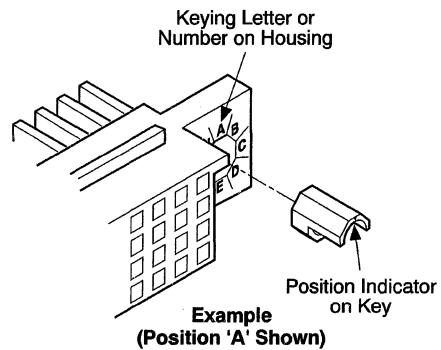 Keying Letter or
Number on Housing
A
B
C
D
E
Position Indicator
on Key
Example
(Position 'A' Shown)